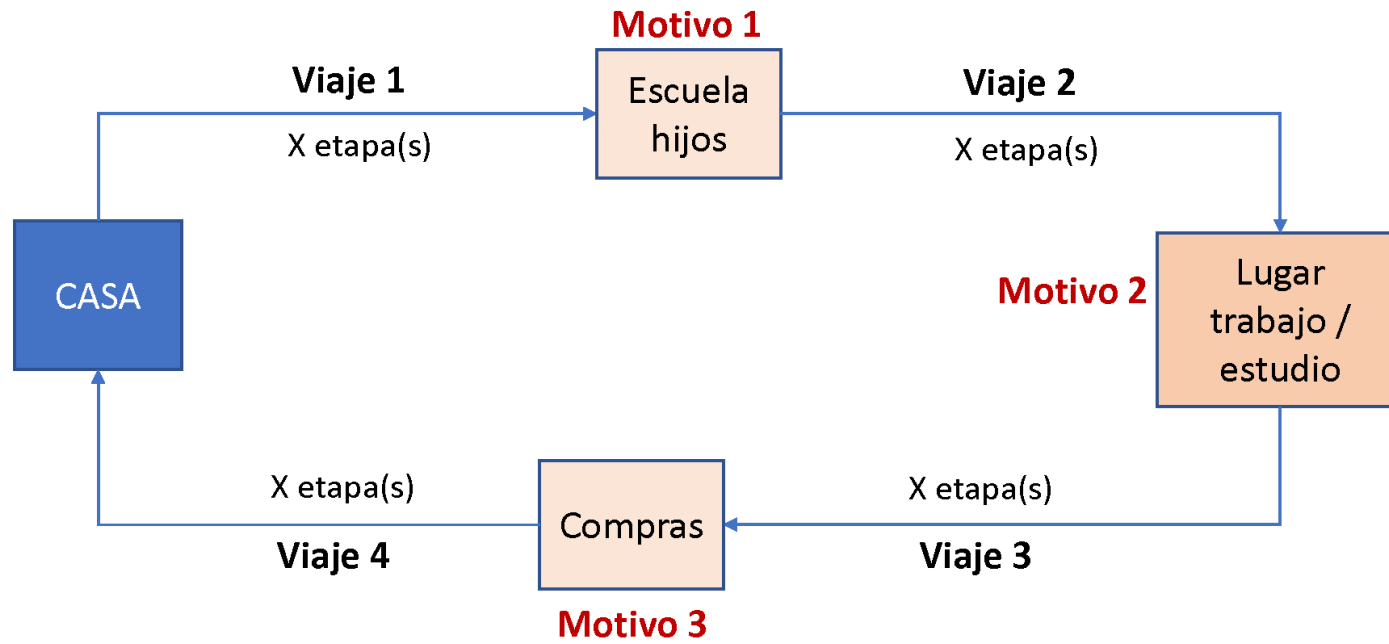 Motivo 1
Viaje 1
Escuela
hijos
Viaje 2
X etapa(s)
X etapa(s)
CASA
Motivo 2
Lugar
trabajo /
estudio
X etapa(s)
Compras
X etapa(s)
Viaje 4
Viaje 3
Motivo 3